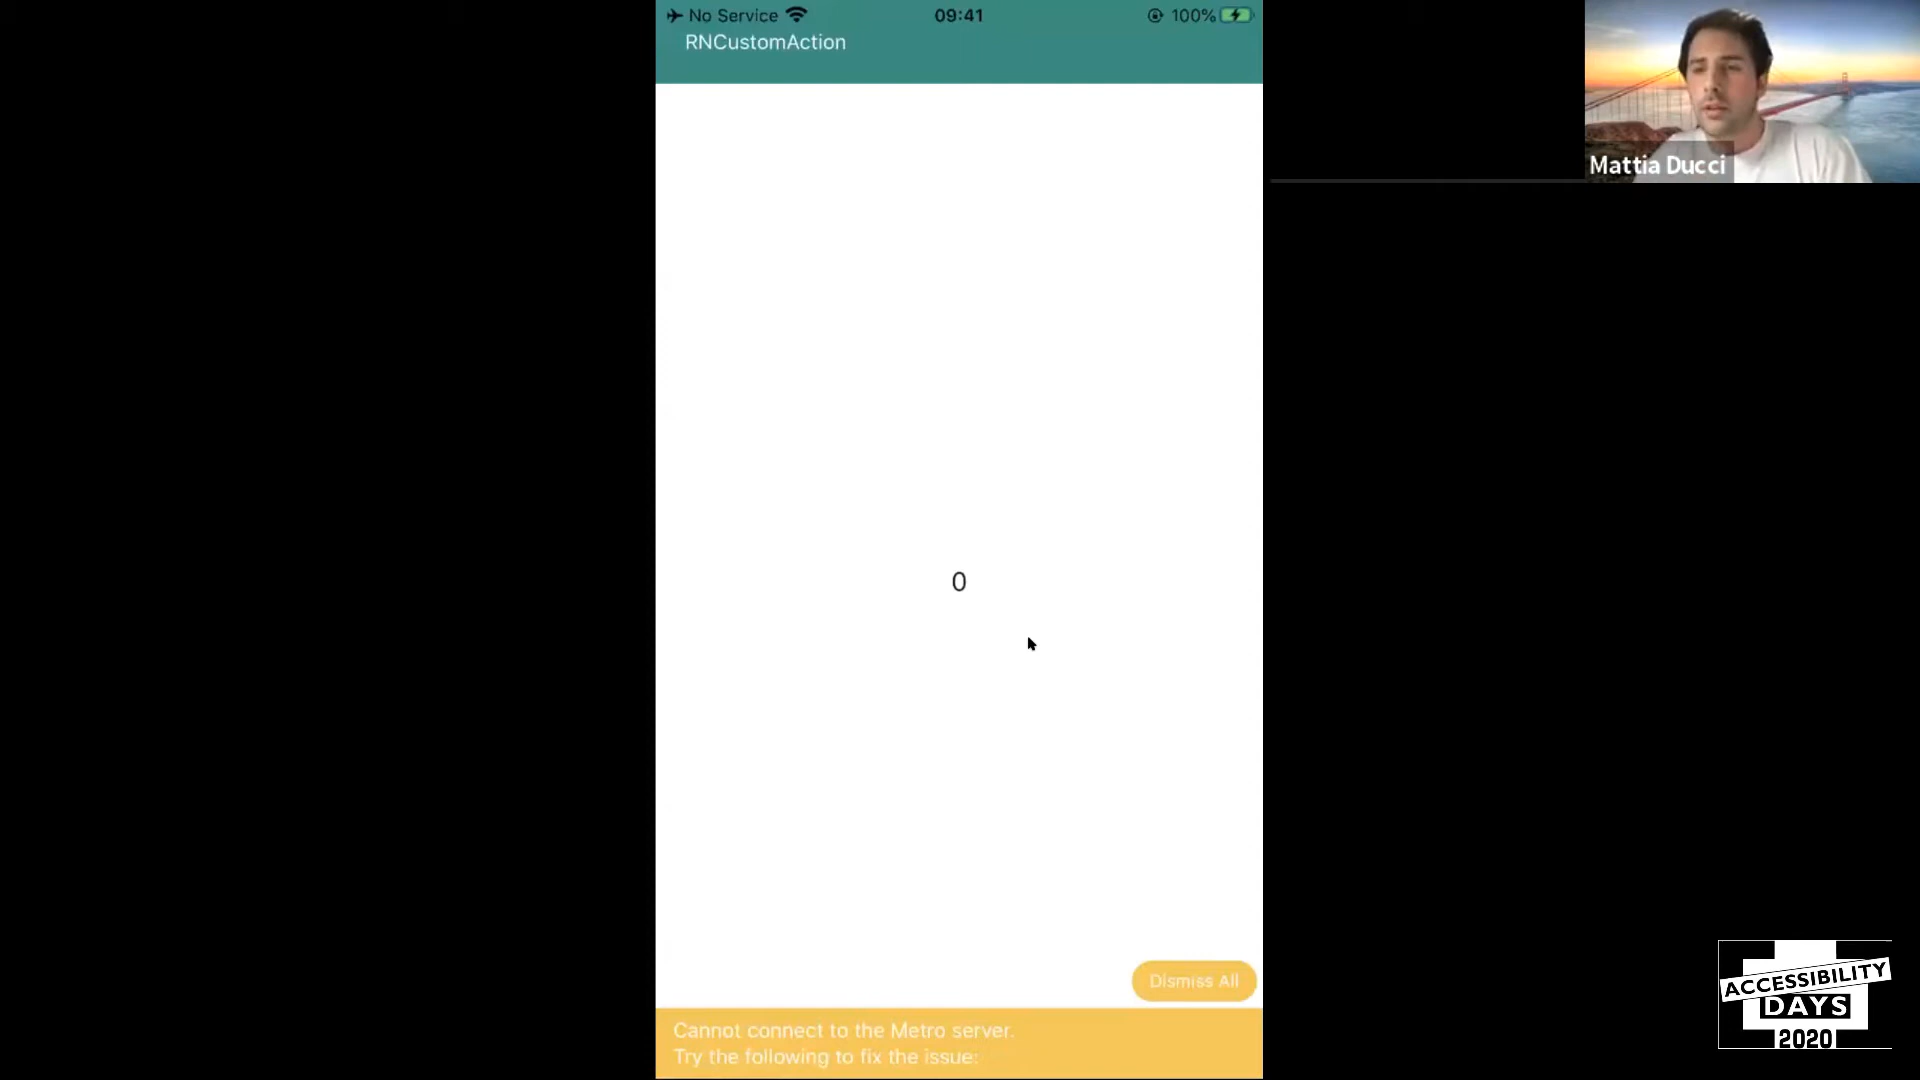 No Service
09:41
100%
RNCustomAction
Mattia Ducci
0
Dismiss All
Cannot connect to the Metro server.
Try the following to fix the issue:
ACCESSIBILITY
DAYS
2020